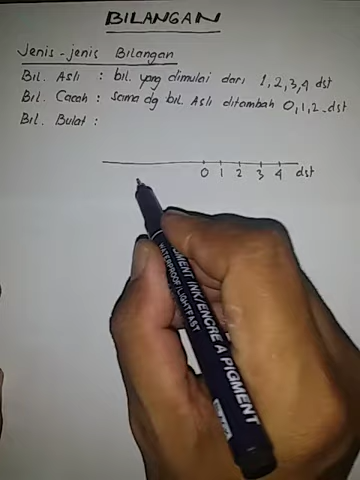 BILANGAN
Jenis-jenis Bilangan
Bil. Asli : bil. yang dimulai dari 1, 2, 3, 4 dst
Bil. Cacah : sama dg bil. Asli ditambah 0, 1, 2 - dst
Bil. Bulat :
0 1 2 3 4 dst
WATERPROOF/LIGHTFAST
PIGMENT INK/ENCRE A PIGMENT